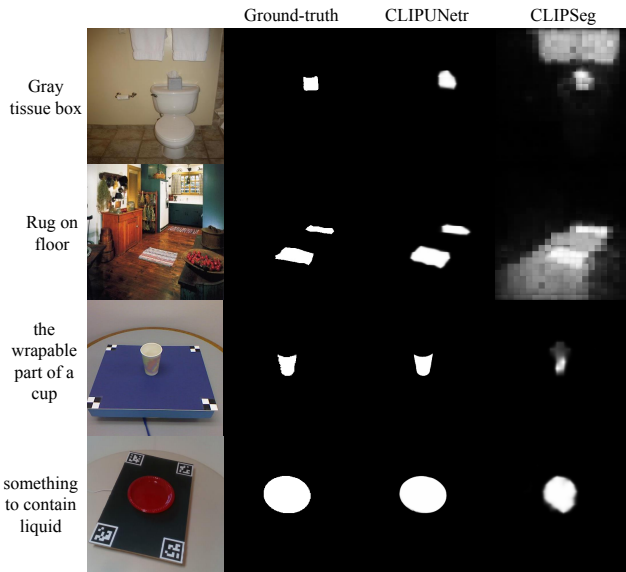 Ground-truth CLIPUNetr CLIPSeg
Gray
tissue box
Rug on
floor
the
wrapable
part of a
cup
something
to contain
liquid